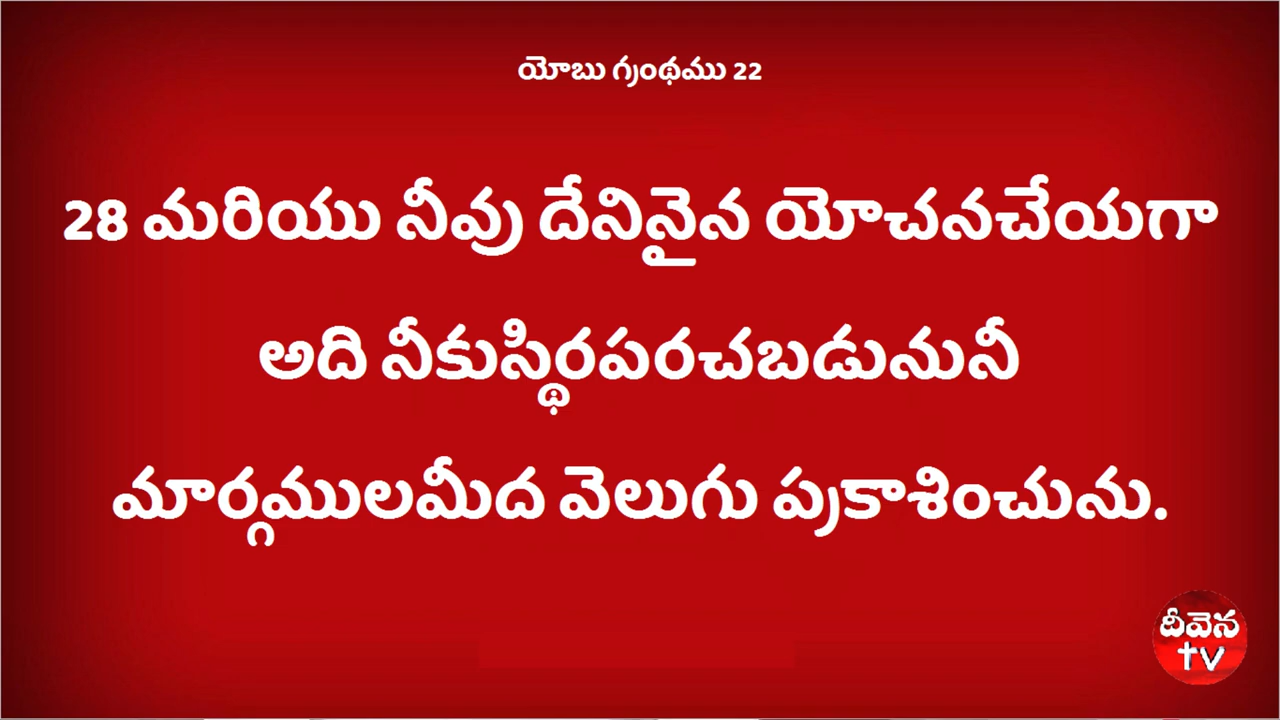 యోబు గ్రంథము 22
28 మరియు నీవు దేనినైన యోచనచేయగా
అది నీకుస్థిరపరచబడునునీ
మార్గములమీద వెలుగు ప్రకాశించును.
దీవెన
tv